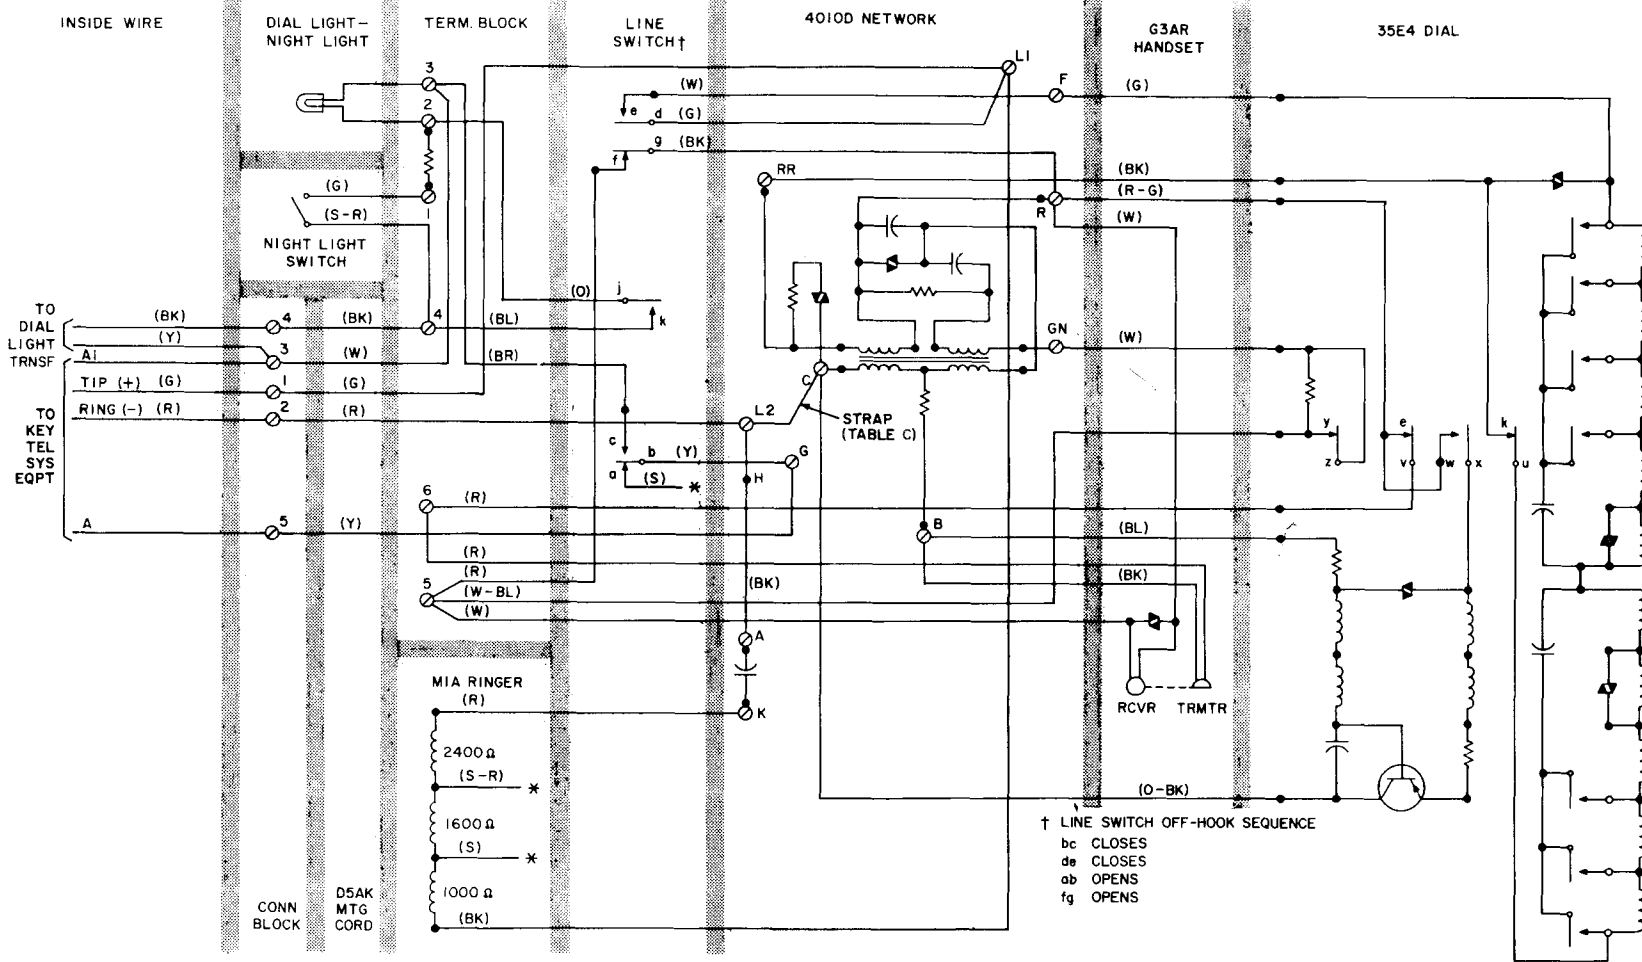 INSIDE WIRE
DIAL LIGHT-
NIGHT LIGHT
TERM. BLOCK
LINE
SWITCH†
4010D NETWORK
G3AR
HANDSET
35E4 DIAL
3
2
(W)
e
d
(G)
g
(BK)
f
L1
F
(G)
RR
(BK)
(R-G)
R
(W)
(G)
1
(S-R)
NIGHT LIGHT
SWITCH
(O)
j
k
TO
DIAL
LIGHT
TRNSF
(BK)
4
(BK)
4
(BL)
(Y)
3
(W)
(BR)
A1
TIP (+) (G)
1
(G)
RING (-) (R)
2
(R)
TO
KEY
TEL
SYS
EQPT
GN
(W)
C
L2
STRAP
(TABLE C)
c
b
(Y)
G
a
(S)
*
H
y
z
e
v
w
x
k
u
6
(R)
A
5
(Y)
B
(BL)
(R)
(R)
5
(W-BL)
(W)
(BK)
(BK)
A
K
M1A RINGER
(R)
2400Ω
(S-R)
*
1600Ω
(S)
*
1000Ω
(BK)
RCVR
TRMTR
(O-BK)
† LINE SWITCH OFF-HOOK SEQUENCE
bc CLOSES
de CLOSES
ab OPENS
fg OPENS
CONN
BLOCK
D5AK
MTG
CORD